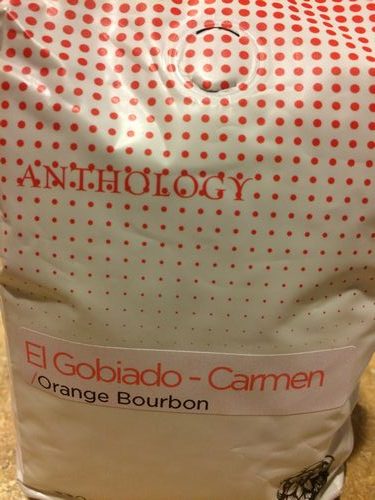 ANTHOLOGY
El Gobiado - Carmen
/Orange Bourbon